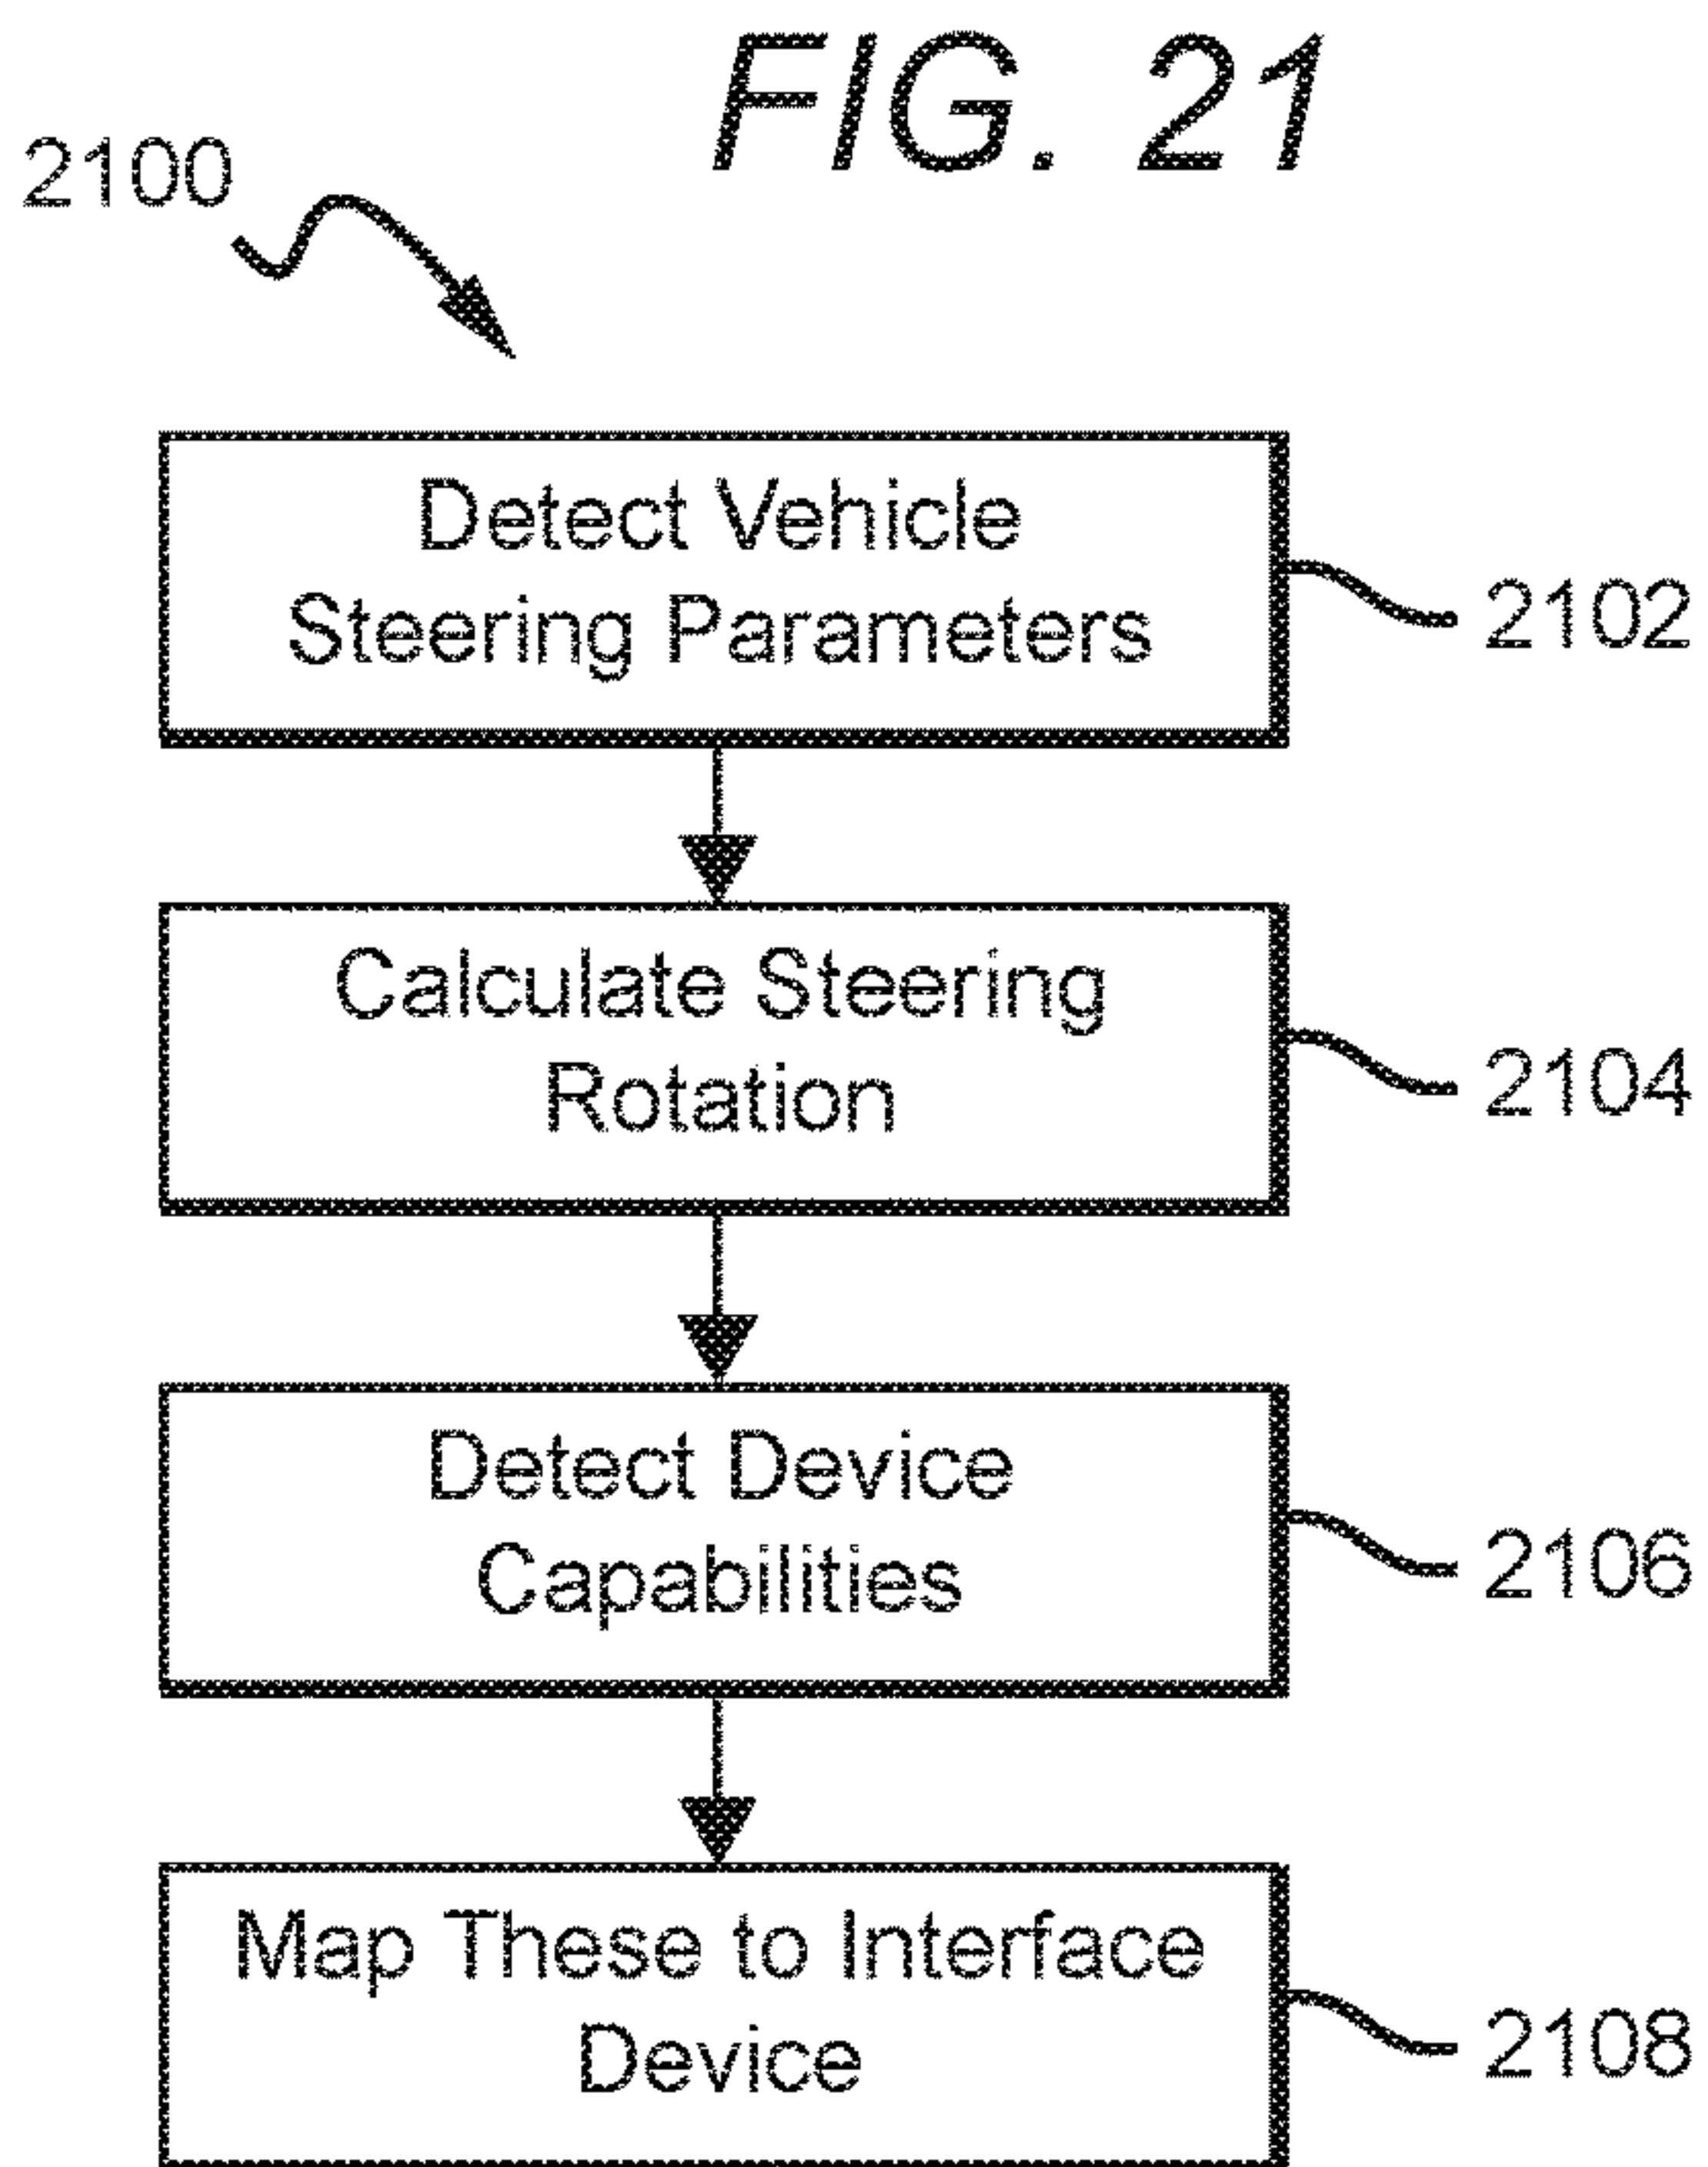 FIG. 21
2100
Detect Vehicle
Steering Parameters
2102
Calculate Steering
Rotation
2104
Detect Device
Capabilities
2106
Map These to Interface
Device
2108